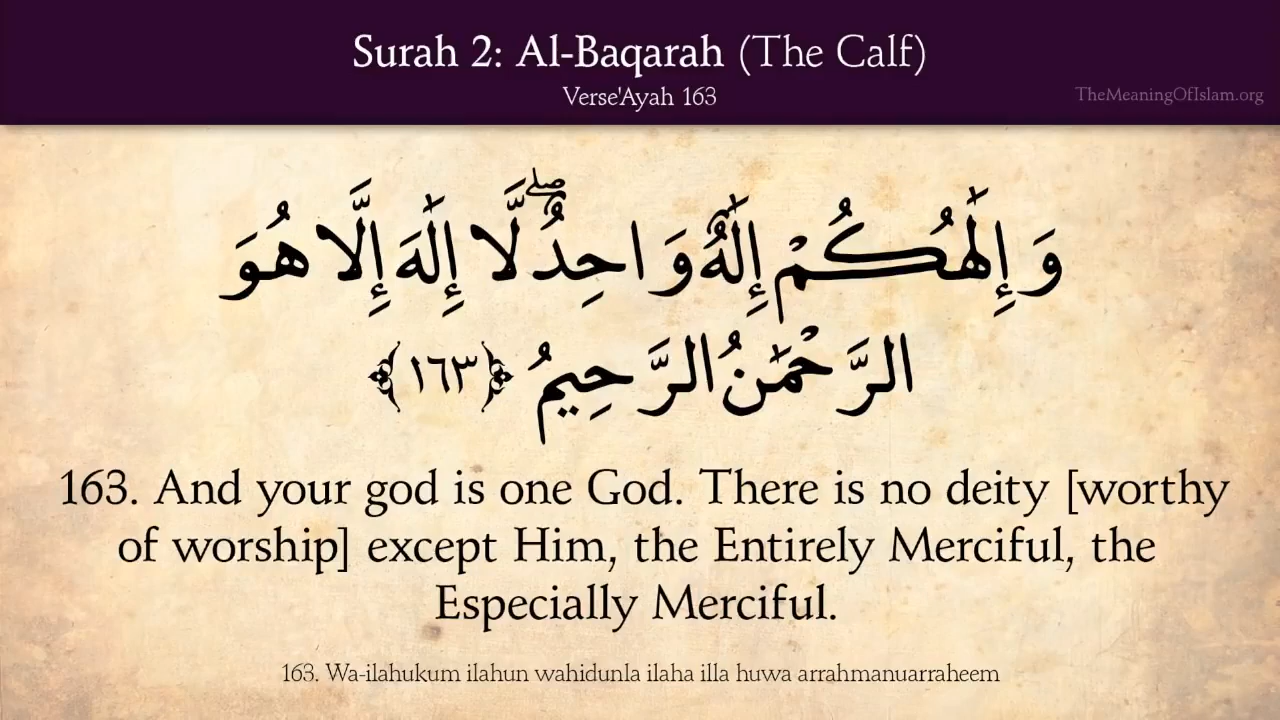 Surah 2: Al-Baqarah (The Calf)
Verse'Ayah 163
TheMeaningOfIslam.org
وَإِلَٰهُكُمْ إِلَٰهٌ وَاحِدٌ ۖ لَّا إِلَٰهَ إِلَّا هُوَ
الرَّحْمَٰنُ الرَّحِيمُ ﴿١٦٣﴾
163. And your god is one God. There is no deity [worthy
of worship] except Him, the Entirely Merciful, the
Especially Merciful.
163. Wa-ilahukum ilahun wahidunla ilaha illa huwa arrahmanuarraheem